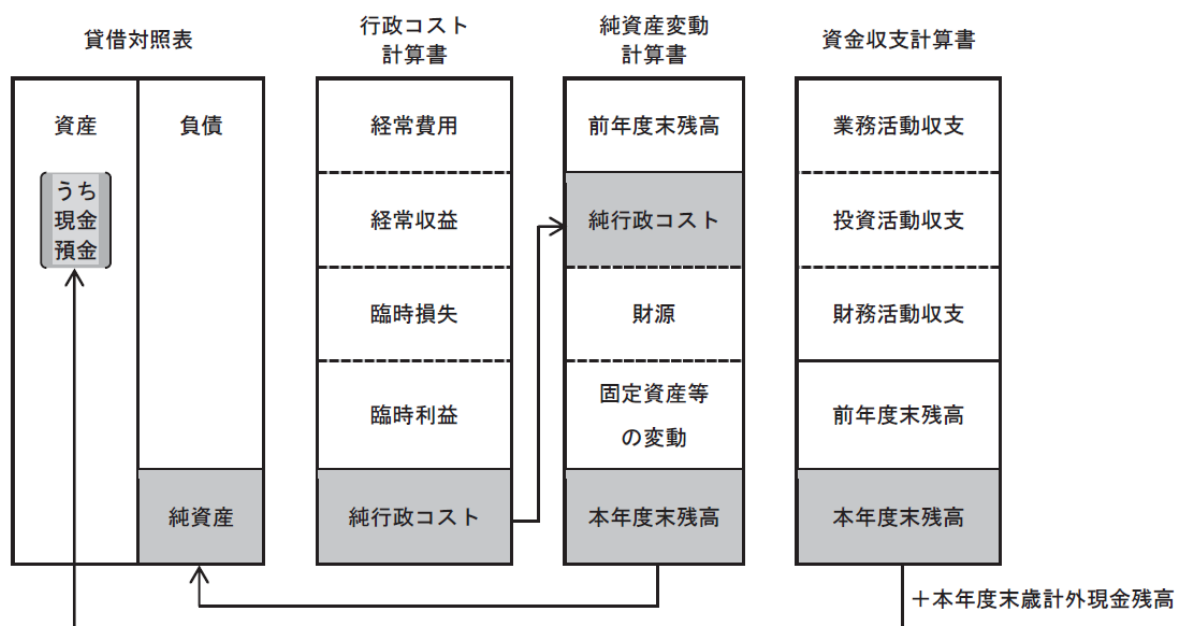 貸借対照表
行政コスト
計算書
純資産変動
計算書
資金収支計算書
資産
うち
現金
預金
負債
純資産
経常費用
経常収益
臨時損失
臨時利益
純行政コスト
前年度末残高
純行政コスト
財源
固定資産等
の変動
本年度末残高
業務活動収支
投資活動収支
財務活動収支
前年度末残高
本年度末残高
＋本年度末歳計外現金残高